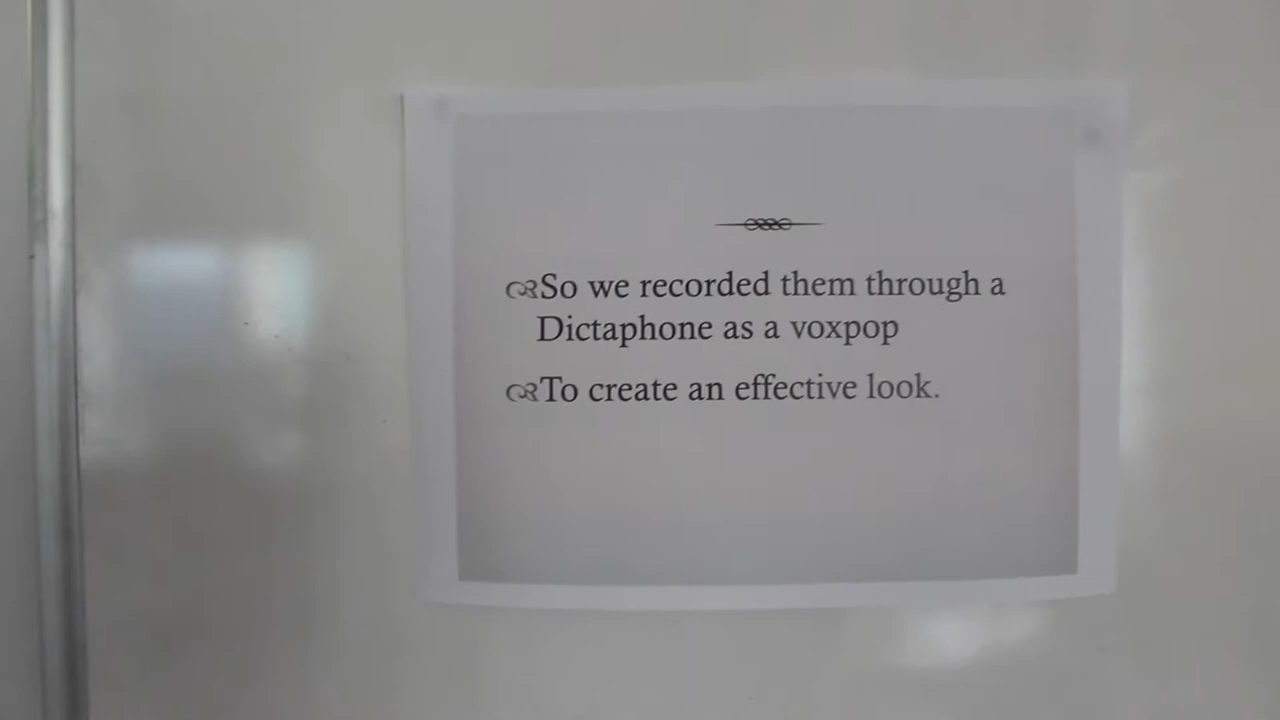 So we recorded them through a
Dictaphone as a voxpop
To create an effective look.